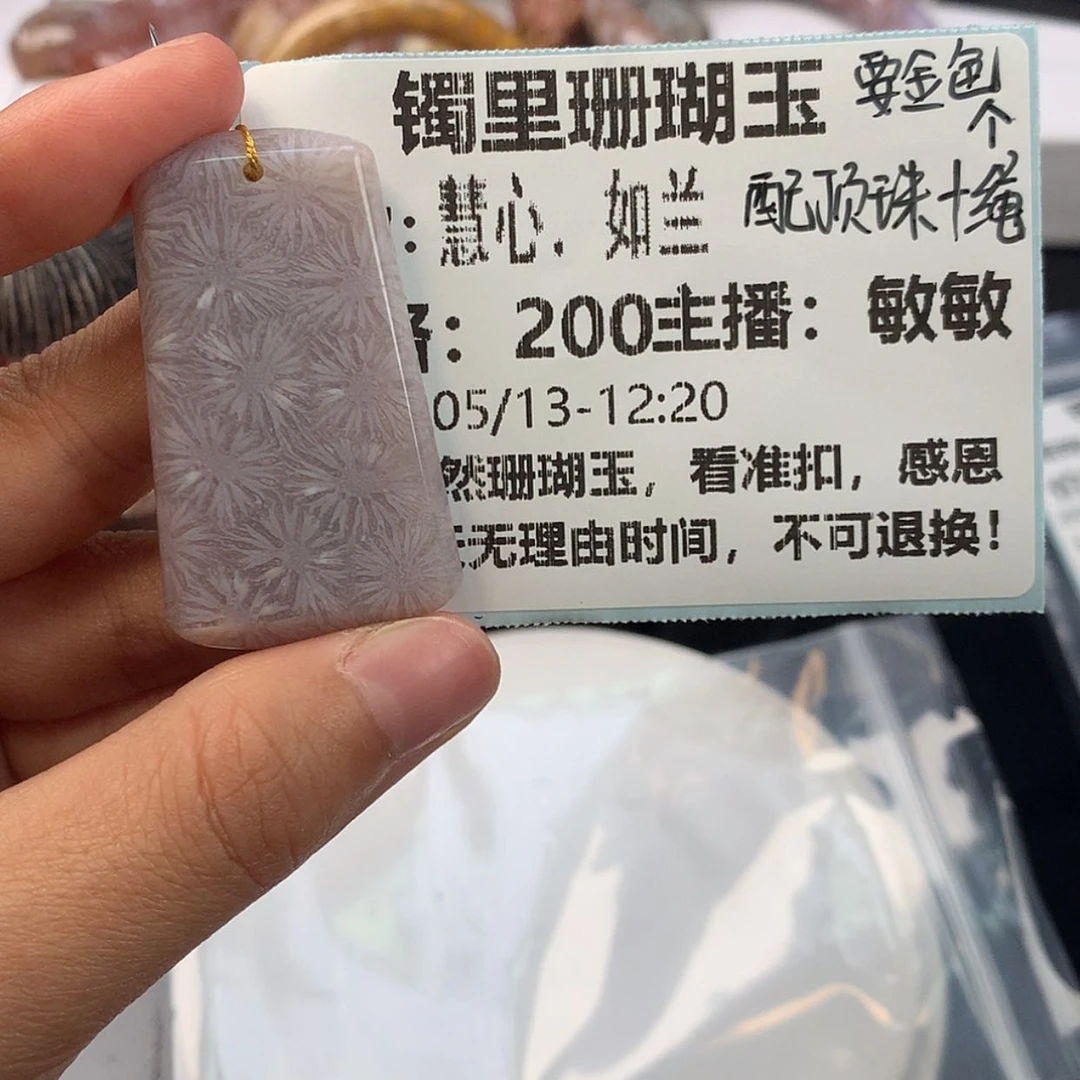 镯里珊瑚玉
要金色
个
：慧心．如兰
配顶珠+绳
：200主播：敏敏
05/13-12:20
然珊瑚玉，看准扣，感恩
无理由时间，不可退换！